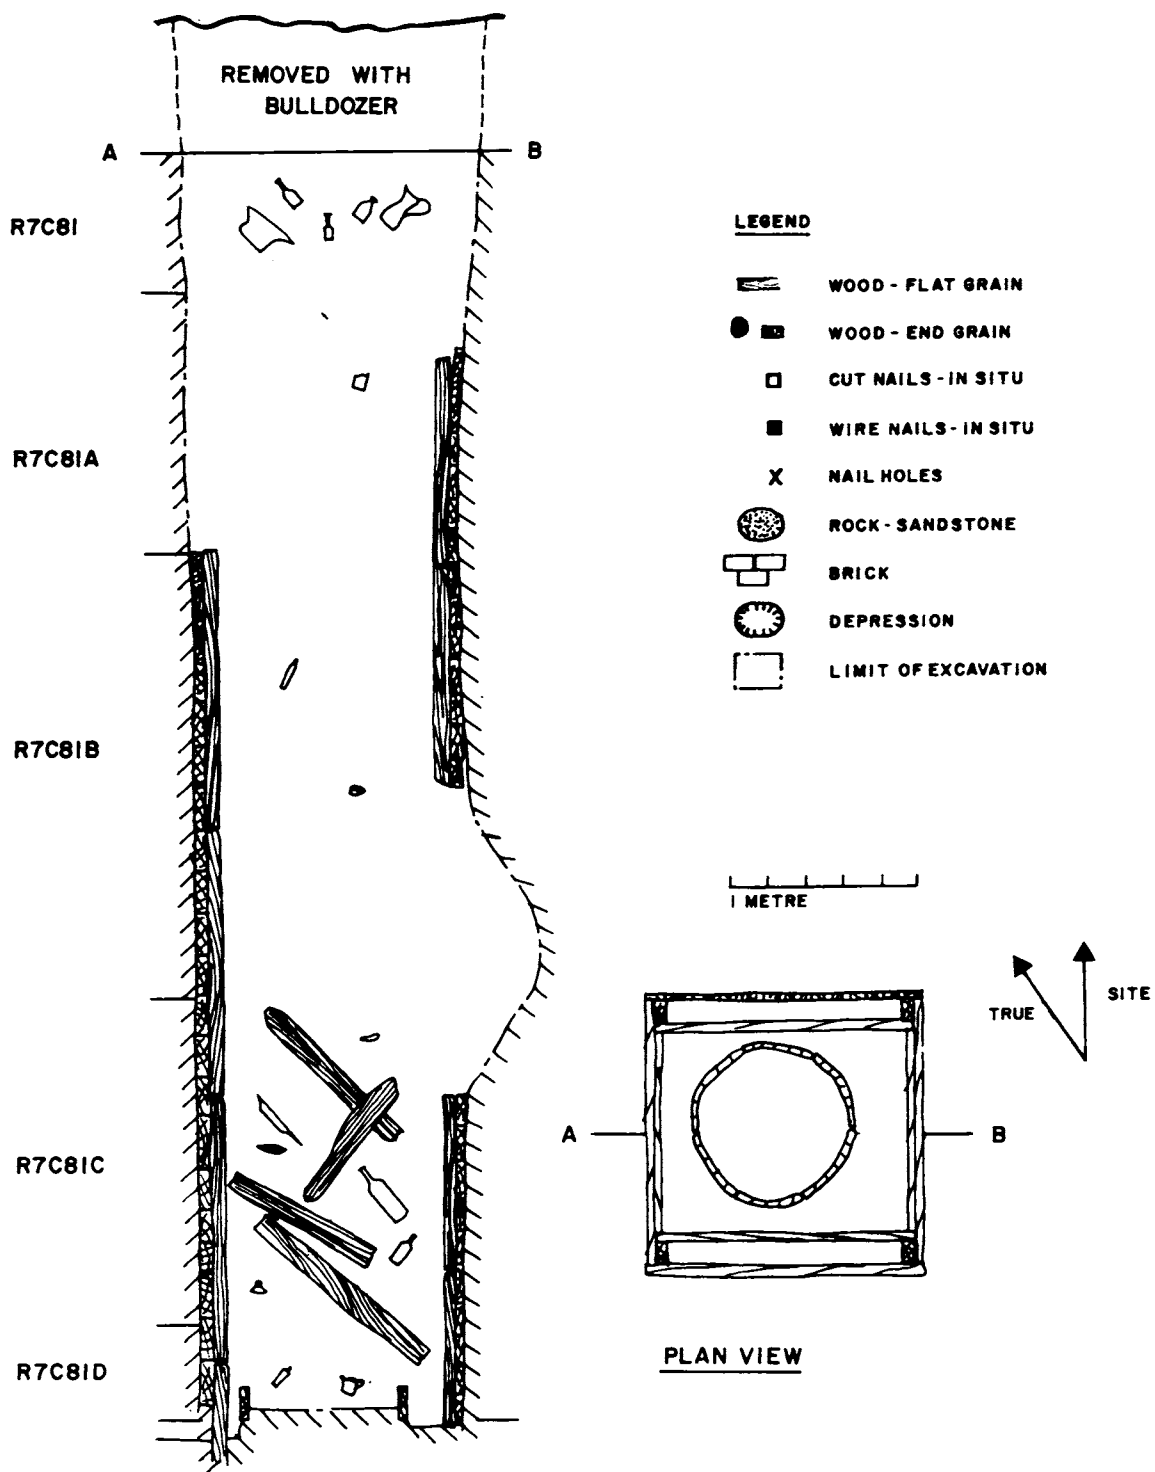 REMOVED WITH
BULLDOZER
A
B
R7C81
R7C81A
R7C81B
R7C81C
R7C81D
LEGEND
WOOD - FLAT GRAIN
WOOD - END GRAIN
CUT NAILS - IN SITU
WIRE NAILS - IN SITU
X NAIL HOLES
ROCK - SANDSTONE
BRICK
DEPRESSION
LIMIT OF EXCAVATION
1 METRE
TRUE
SITE
A
B
PLAN VIEW